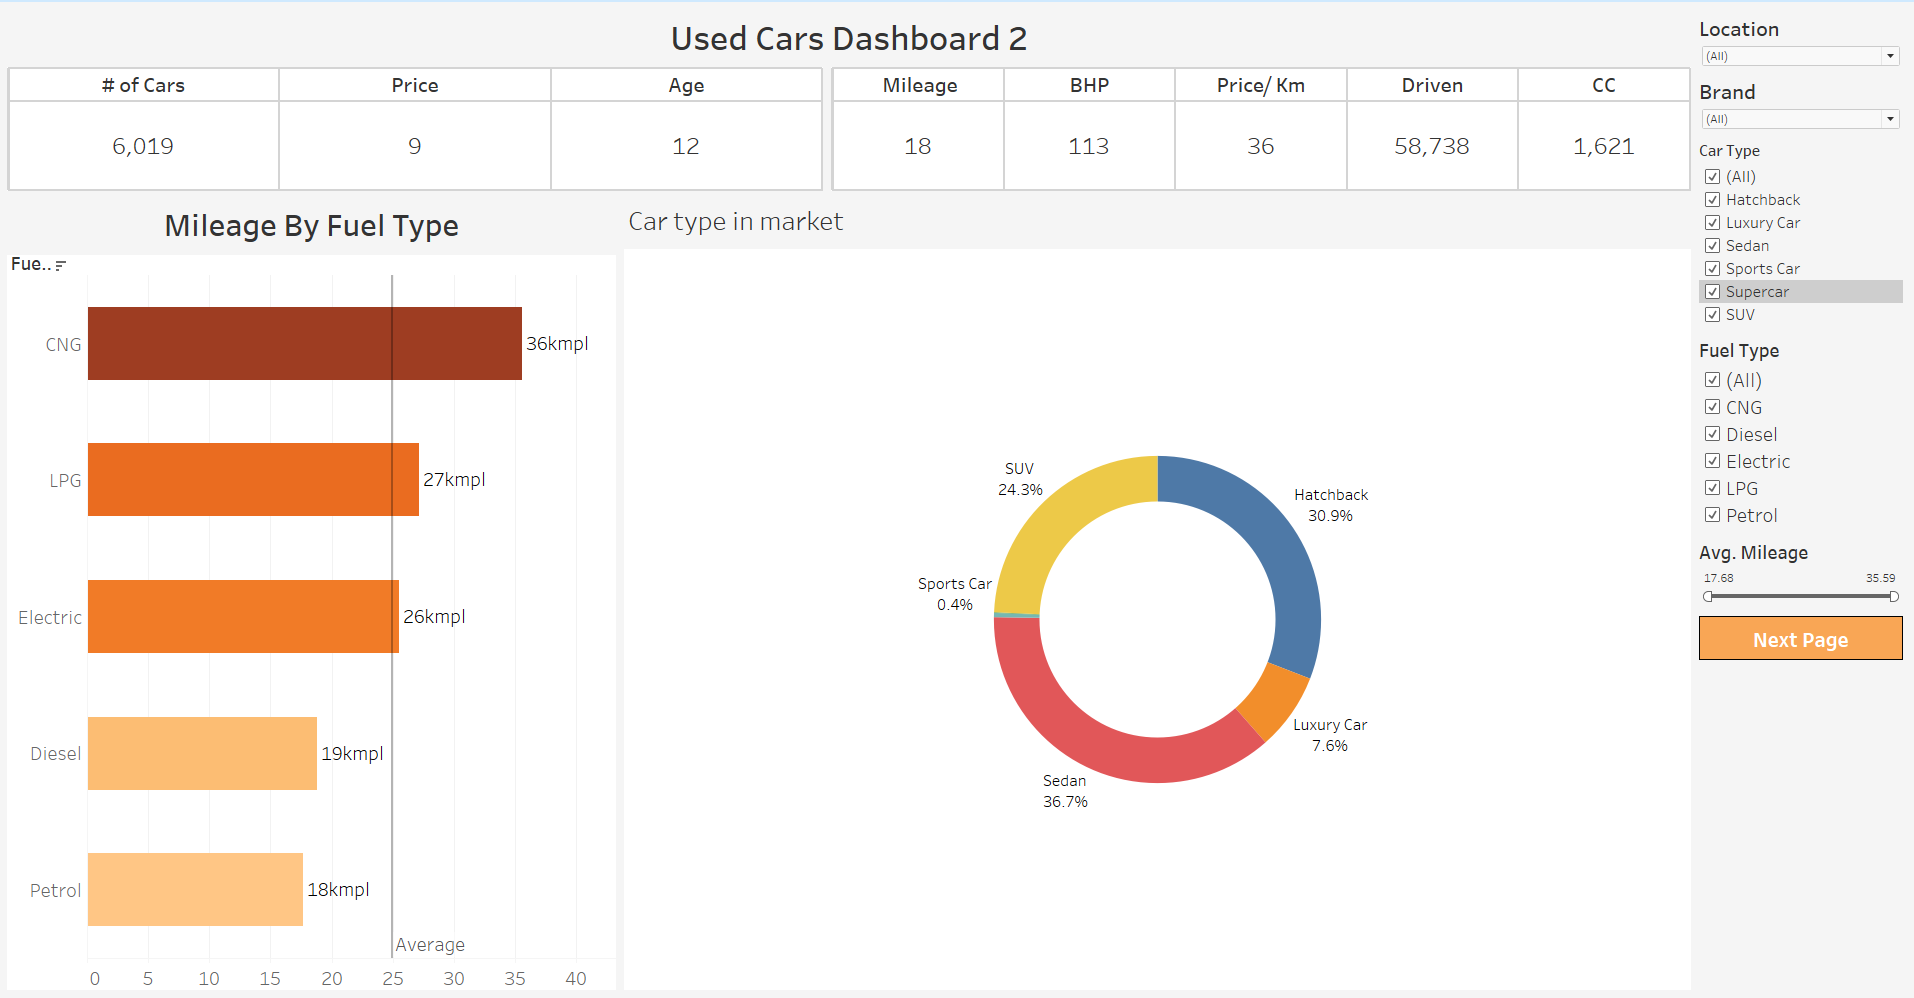 Used Cars Dashboard 2
# of Cars Price Age Mileage BHP Price/ Km Driven CC
6,019 9 12 18 113 36 58,738 1,621
Mileage By Fuel Type
Fue..
CNG 36kmpl
LPG 27kmpl
Electric 26kmpl
Diesel 19kmpl
Petrol 18kmpl
Average
0 5 10 15 20 25 30 35 40
Car type in market
SUV
24.3%
Hatchback
30.9%
Sports Car
0.4%
Luxury Car
7.6%
Sedan
36.7%
Location
(All)
Brand
(All)
Car Type
(All)
Hatchback
Luxury Car
Sedan
Sports Car
Supercar
SUV
Fuel Type
(All)
CNG
Diesel
Electric
LPG
Petrol
Avg. Mileage
17.68 35.59
Next Page